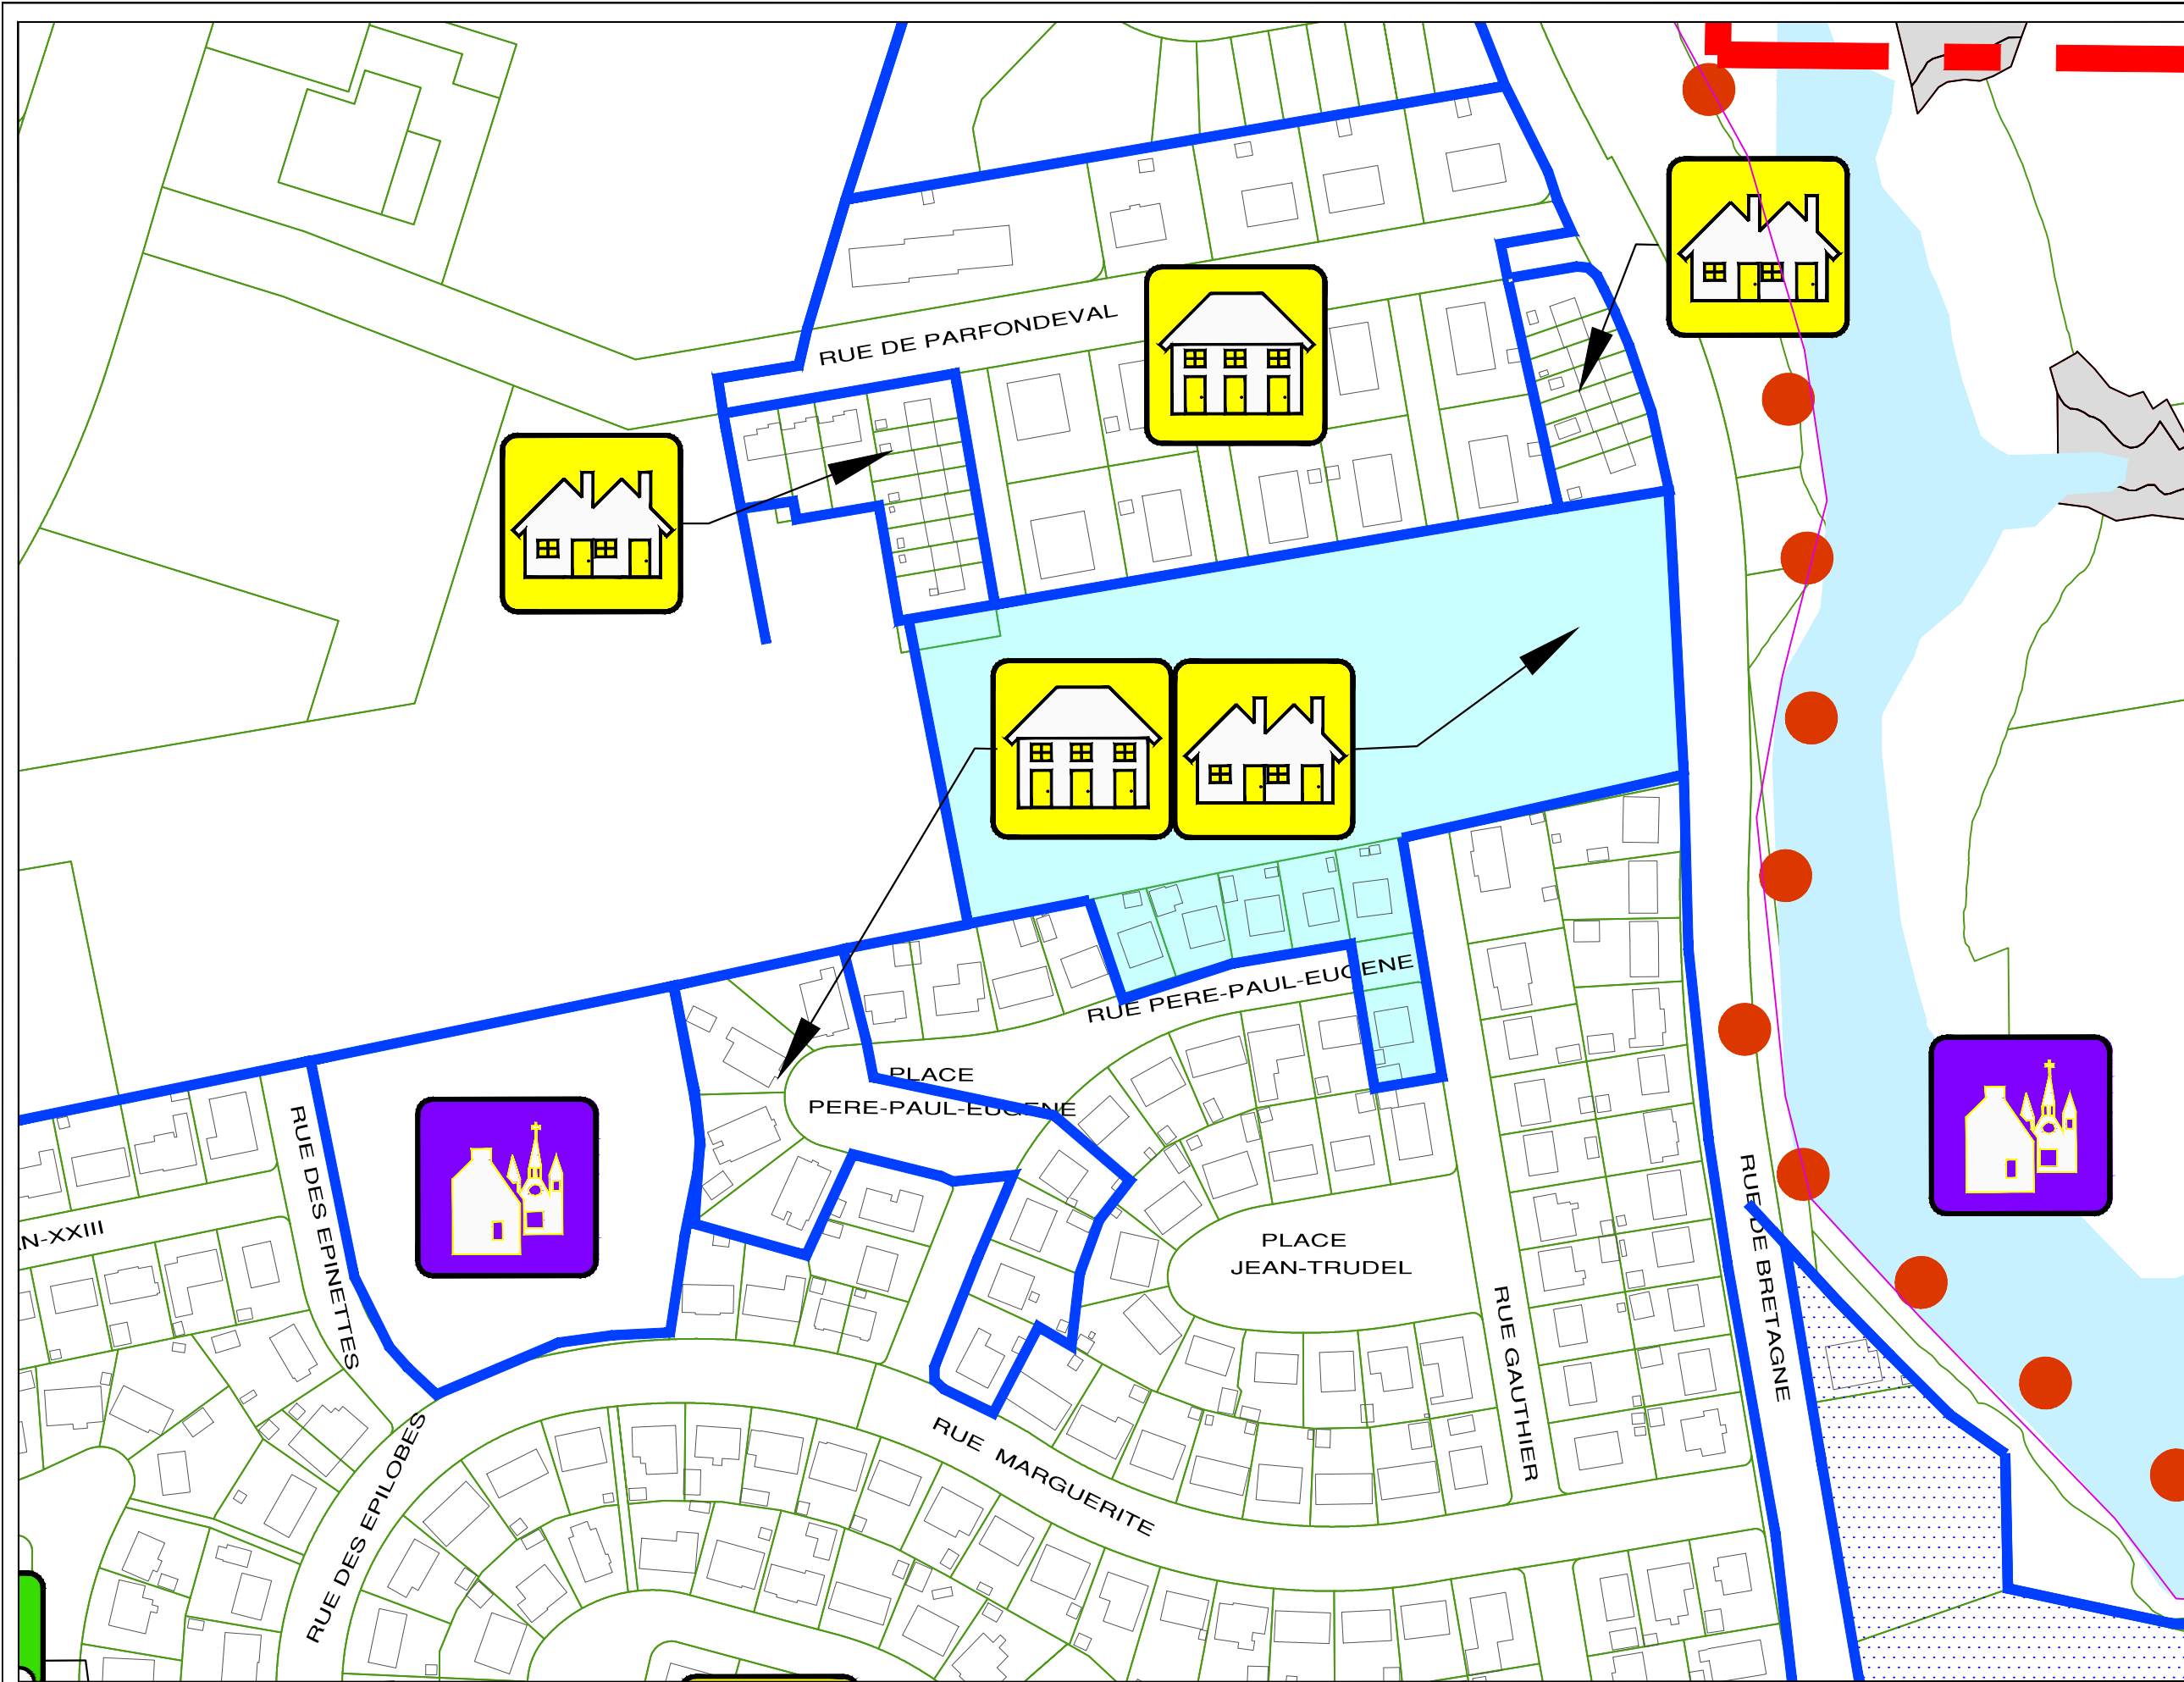 RUE DE PARFONDEVAL
RUE PERE-PAUL-EUGENE
PLACE
PERE-PAUL-EUGENE
RUE DES EPINETTES
N-XXIII
PLACE
JEAN-TRUDEL
RUE DE BRETAGNE
RUE GAUTHIER
RUE MARGUERITE
RUE DES EPILOBES